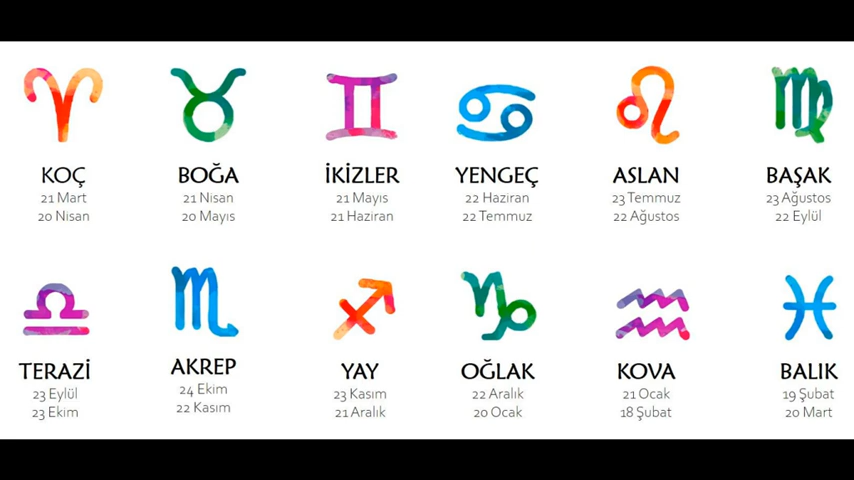 KOÇ
21 Mart
20 Nisan
BOĞA
21 Nisan
20 Mayıs
İKİZLER
21 Mayıs
21 Haziran
YENGEÇ
22 Haziran
22 Temmuz
ASLAN
23 Temmuz
22 Ağustos
BAŞAK
23 Ağustos
22 Eylül
TERAZİ
23 Eylül
23 Ekim
AKREP
24 Ekim
22 Kasım
YAY
23 Kasım
21 Aralık
OĞLAK
22 Aralık
20 Ocak
KOVA
21 Ocak
18 Şubat
BALIK
19 Şubat
20 Mart